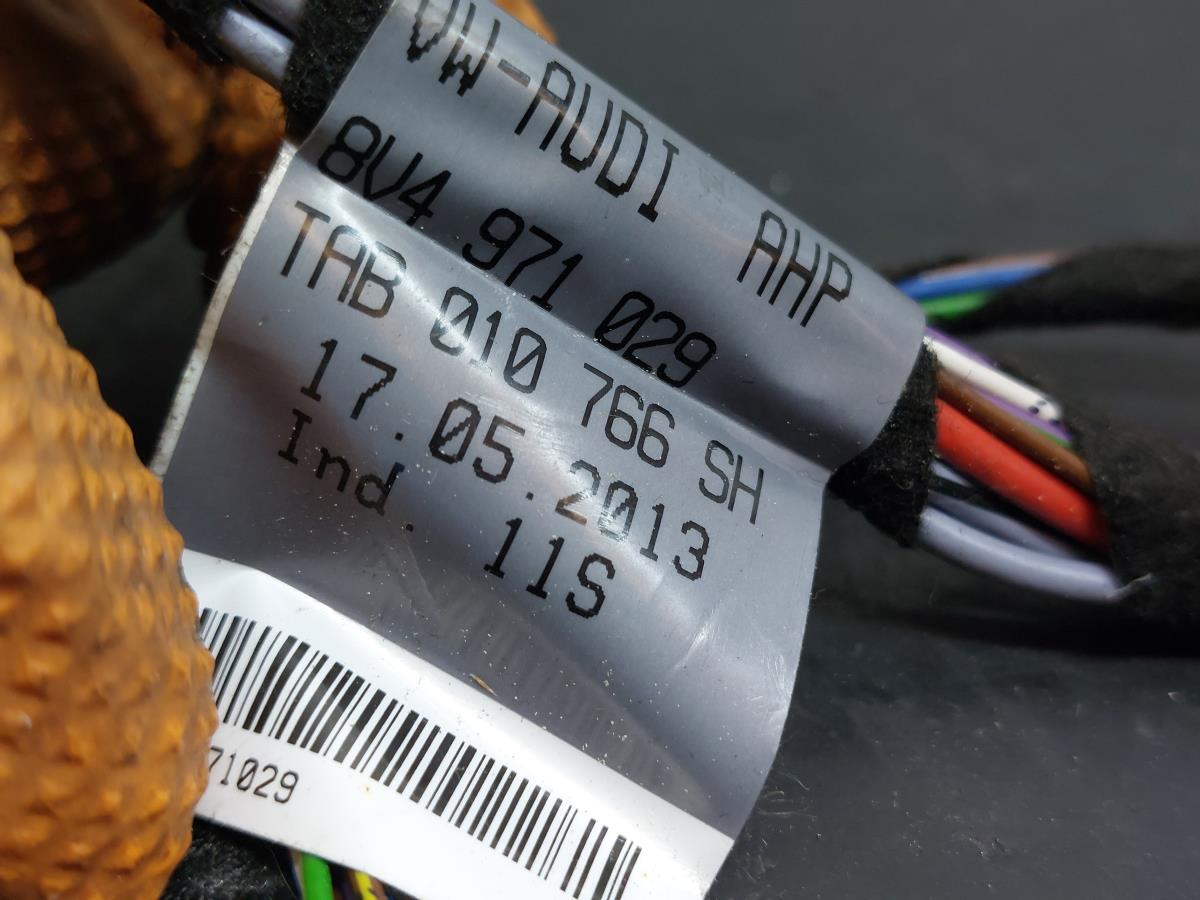 VW-AUDI AHP
8V4 971 029
TAB 010 766 SH
17.05.2013
Ind. 11S
71029